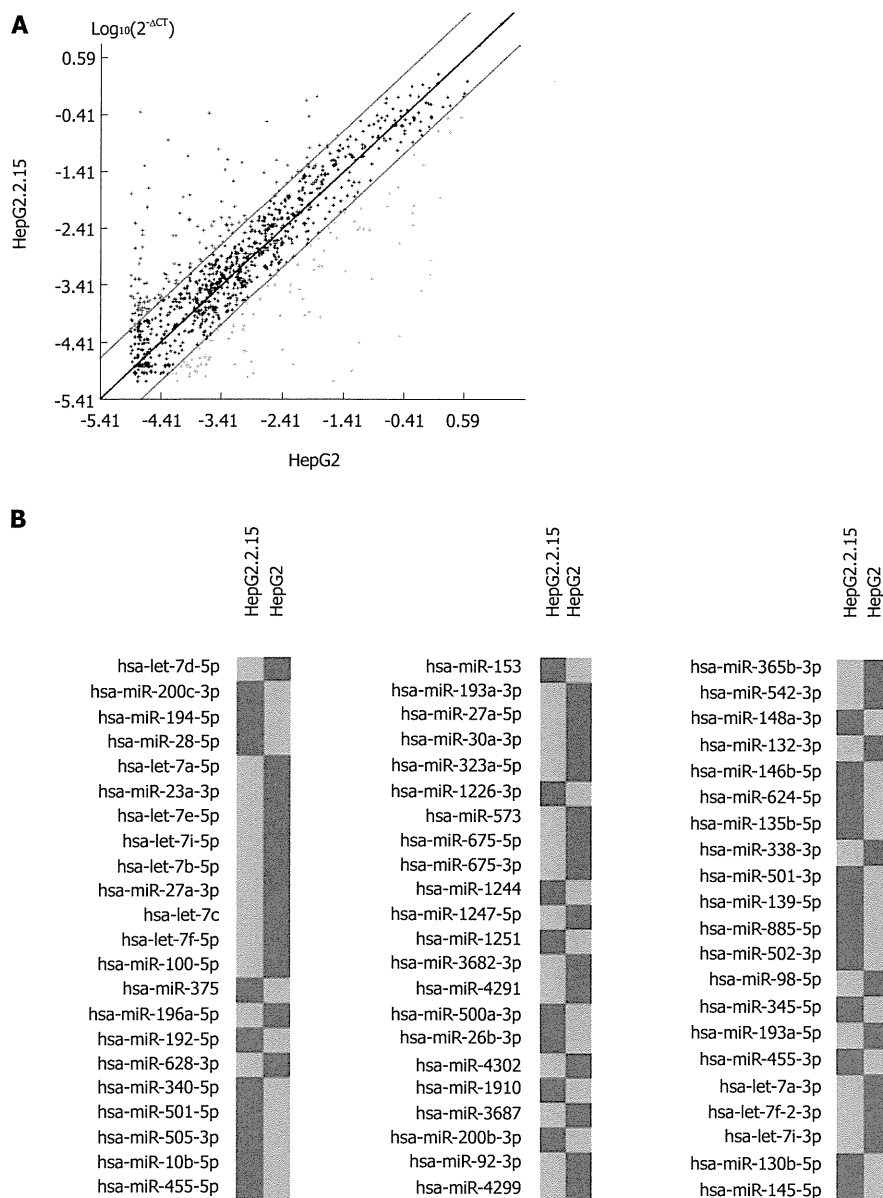 A
Log10(2-ΔCT)
0.59
-0.41
-1.41
-2.41
-3.41
-4.41
-5.41
HepG2.2.15
-5.41 -4.41 -3.41 -2.41 -1.41 -0.41 0.59
HepG2
B
HepG2.2.15
HepG2
hsa-let-7d-5p
hsa-miR-200c-3p
hsa-miR-194-5p
hsa-miR-28-5p
hsa-let-7a-5p
hsa-miR-23a-3p
hsa-let-7e-5p
hsa-let-7i-5p
hsa-let-7b-5p
hsa-miR-27a-3p
hsa-let-7c
hsa-let-7f-5p
hsa-miR-100-5p
hsa-miR-375
hsa-miR-196a-5p
hsa-miR-192-5p
hsa-miR-628-3p
hsa-miR-340-5p
hsa-miR-501-5p
hsa-miR-505-3p
hsa-miR-10b-5p
hsa-miR-455-5p
HepG2.2.15
HepG2
hsa-miR-153
hsa-miR-193a-3p
hsa-miR-27a-5p
hsa-miR-30a-3p
hsa-miR-323a-5p
hsa-miR-1226-3p
hsa-miR-573
hsa-miR-675-5p
hsa-miR-675-3p
hsa-miR-1244
hsa-miR-1247-5p
hsa-miR-1251
hsa-miR-3682-3p
hsa-miR-4291
hsa-miR-500a-3p
hsa-miR-26b-3p
hsa-miR-4302
hsa-miR-1910
hsa-miR-3687
hsa-miR-200b-3p
hsa-miR-92-3p
hsa-miR-4299
HepG2.2.15
HepG2
hsa-miR-365b-3p
hsa-miR-542-3p
hsa-miR-148a-3p
hsa-miR-132-3p
hsa-miR-146b-5p
hsa-miR-624-5p
hsa-miR-135b-5p
hsa-miR-338-3p
hsa-miR-501-3p
hsa-miR-139-5p
hsa-miR-885-5p
hsa-miR-502-3p
hsa-miR-98-5p
hsa-miR-345-5p
hsa-miR-193a-5p
hsa-miR-455-3p
hsa-let-7a-3p
hsa-let-7f-2-3p
hsa-let-7i-3p
hsa-miR-130b-5p
hsa-miR-145-5p